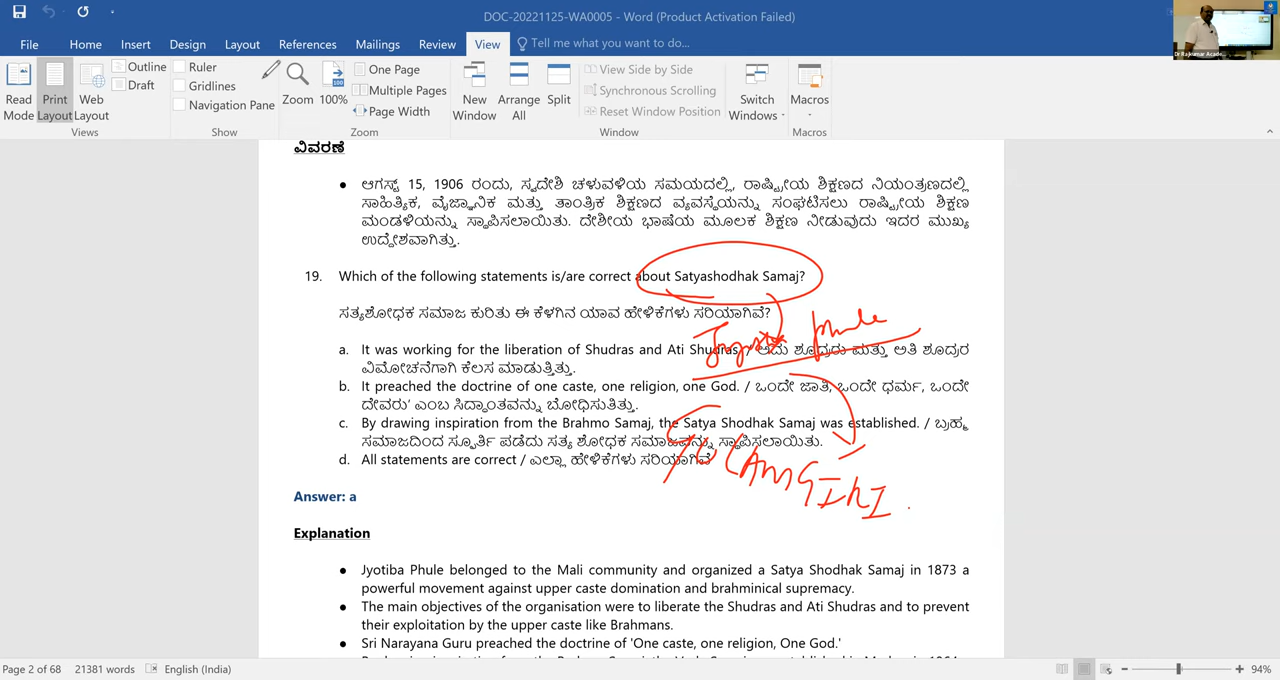 DOC-20221125-WA0005 - Word (Product Activation Failed)
Dr Rajkumar Acade
File Home Insert Design Layout References Mailings Review View Tell me what you want to do...
Read Mode Print Layout Web Layout Outline Draft
Ruler Gridlines Navigation Pane
Zoom 100% One Page Multiple Pages Page Width
New Window Arrange All Split View Side by Side Synchronous Scrolling Reset Window Position Switch Windows Macros
Views Show Zoom Window Macros
ವಿವರಣೆ
• ಆಗಸ್ಟ್ 15, 1906 ರಂದು, ಸ್ವದೇಶಿ ಚಳುವಳಿಯ ಸಮಯದಲ್ಲಿ, ರಾಷ್ಟ್ರೀಯ ಶಿಕ್ಷಣದ ನಿಯಂತ್ರಣದಲ್ಲಿ
ಸಾಹಿತ್ಯಿಕ, ವೈಜ್ಞಾನಿಕ ಮತ್ತು ತಾಂತ್ರಿಕ ಶಿಕ್ಷಣದ ವ್ಯವಸ್ಥೆಯನ್ನು ಸಂಘಟಿಸಲು ರಾಷ್ಟ್ರೀಯ ಶಿಕ್ಷಣ
ಮಂಡಳಿಯನ್ನು ಸ್ಥಾಪಿಸಲಾಯಿತು. ದೇಶೀಯ ಭಾಷೆಯ ಮೂಲಕ ಶಿಕ್ಷಣ ನೀಡುವುದು ಇದರ ಮುಖ್ಯ
ಉದ್ದೇಶವಾಗಿತ್ತು.
19. Which of the following statements is/are correct about Satyashodhak Samaj?
ಸತ್ಯಶೋಧಕ ಸಮಾಜ ಕುರಿತು ಈ ಕೆಳಗಿನ ಯಾವ ಹೇಳಿಕೆಗಳು ಸರಿಯಾಗಿವೆ?
phule
a. It was working for the liberation of Shudras and Ati Shudras. / ಅದು ಶೂದ್ರರು ಮತ್ತು ಅತಿ ಶೂದ್ರರ
ವಿಮೋಚನೆಗಾಗಿ ಕೆಲಸ ಮಾಡುತ್ತಿತ್ತು.
b. It preached the doctrine of one caste, one religion, one God. / ಒಂದೇ ಜಾತಿ, ಒಂದೇ ಧರ್ಮ, ಒಂದೇ
ದೇವರು' ಎಂಬ ಸಿದ್ಧಾಂತವನ್ನು ಬೋಧಿಸುತಿತ್ತು.
c. By drawing inspiration from the Brahmo Samaj, the Satya Shodhak Samaj was established. / ಬ್ರಹ್ಮ
ಸಮಾಜದಿಂದ ಸ್ಫೂರ್ತಿ ಪಡೆದು ಸತ್ಯ ಶೋಧಕ ಸಮಾಜವನ್ನು ಸ್ಥಾಪಿಸಲಾಯಿತು.
d. All statements are correct / ಎಲ್ಲಾ ಹೇಳಿಕೆಗಳು ಸರಿಯಾಗಿವೆ
Answer: a
Explanation
• Jyotiba Phule belonged to the Mali community and organized a Satya Shodhak Samaj in 1873 a
powerful movement against upper caste domination and brahminical supremacy.
• The main objectives of the organisation were to liberate the Shudras and Ati Shudras and to prevent
their exploitation by the upper caste like Brahmans.
• Sri Narayana Guru preached the doctrine of 'One caste, one religion, One God.'
Page 2 of 68 21381 words English (India) 94%